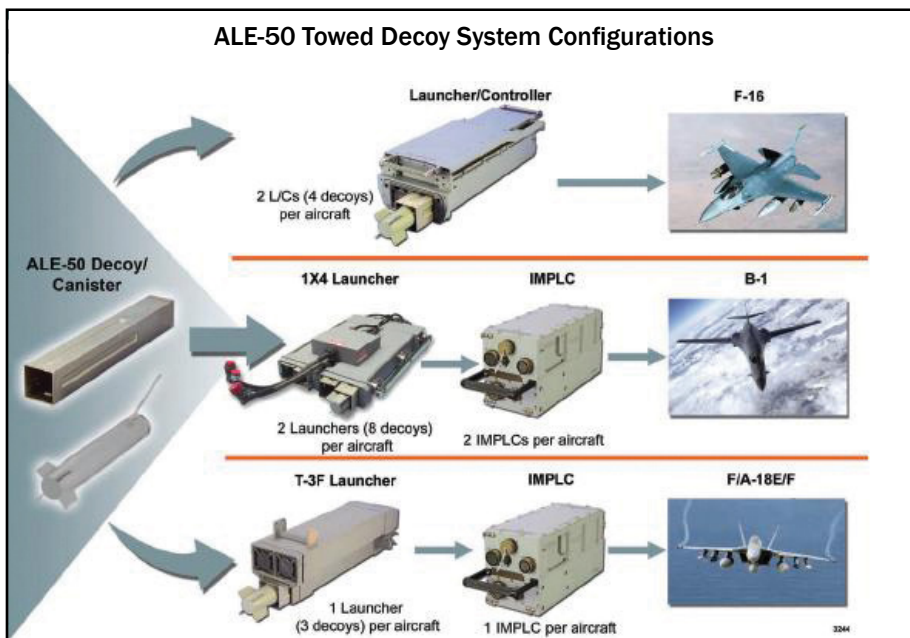 ALE-50 Towed Decoy System Configurations
Launcher/Controller
F-16
2 L/Cs (4 decoys)
per aircraft
ALE-50 Decoy/
Canister
1X4 Launcher
IMPLC
B-1
2 Launchers (8 decoys)
per aircraft
2 IMPLCs per aircraft
T-3F Launcher
IMPLC
F/A-18E/F
1 Launcher
(3 decoys) per aircraft
1 IMPLC per aircraft
3244